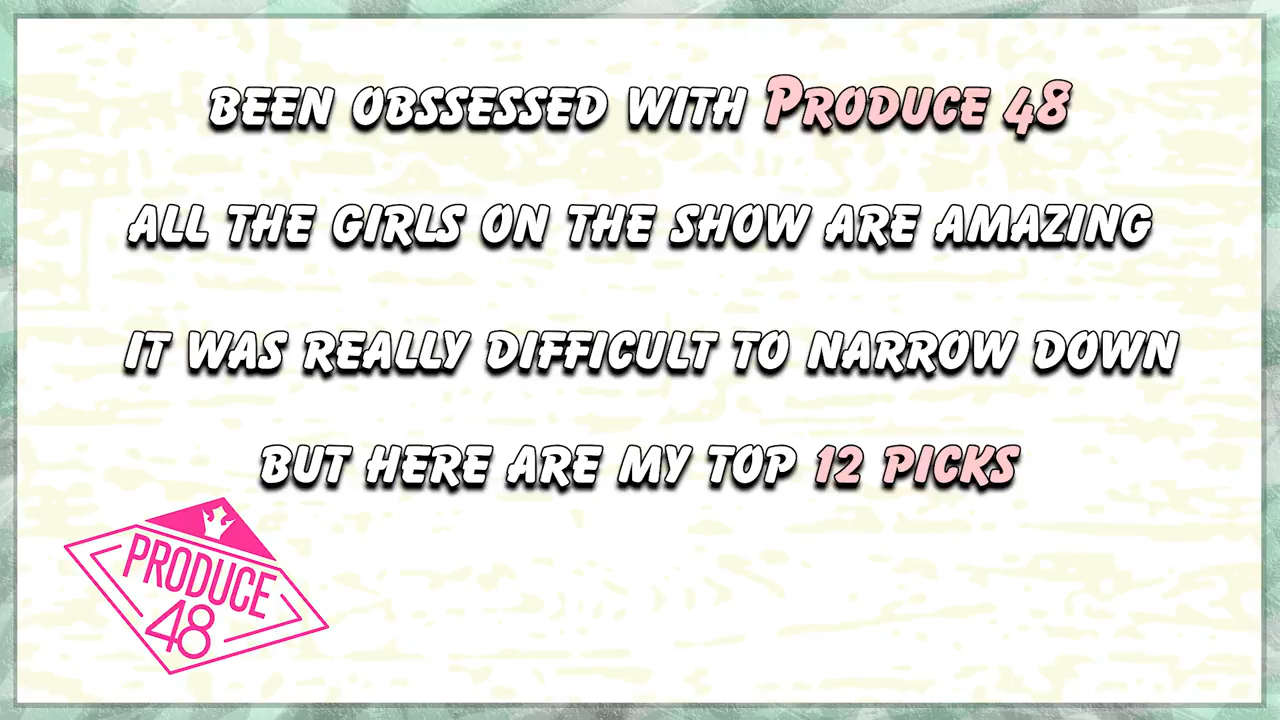 BEEN OBSSESSED WITH PRODUCE 48
ALL THE GIRLS ON THE SHOW ARE AMAZING
IT WAS REALLY DIFFICULT TO NARROW DOWN
BUT HERE ARE MY TOP 12 PICKS
PRODUCE
48